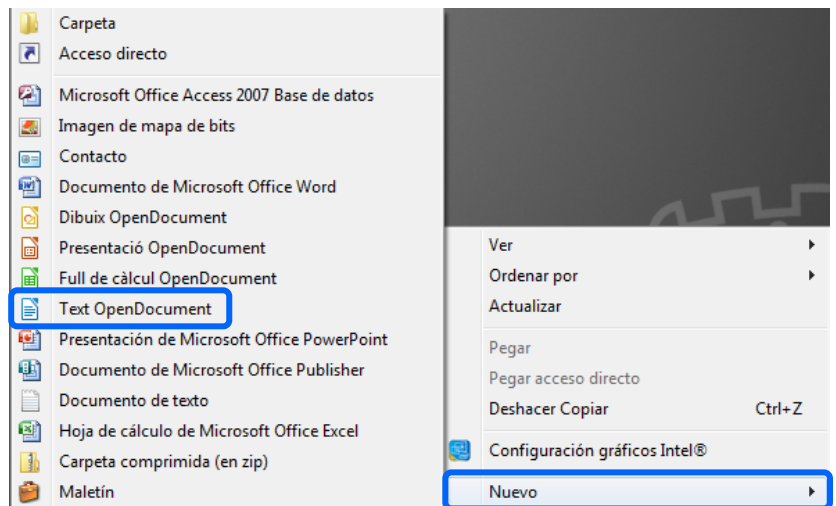 Carpeta
Acceso directo
Microsoft Office Access 2007 Base de datos
Imagen de mapa de bits
Contacto
Documento de Microsoft Office Word
Dibuix OpenDocument
Presentació OpenDocument
Full de càlcul OpenDocument
Text OpenDocument
Presentación de Microsoft Office PowerPoint
Documento de Microsoft Office Publisher
Documento de texto
Hoja de cálculo de Microsoft Office Excel
Carpeta comprimida (en zip)
Maletín
Ver
Ordenar por
Actualizar
Pegar
Pegar acceso directo
Deshacer Copiar Ctrl+Z
Configuración gráficos Intel®
Nuevo